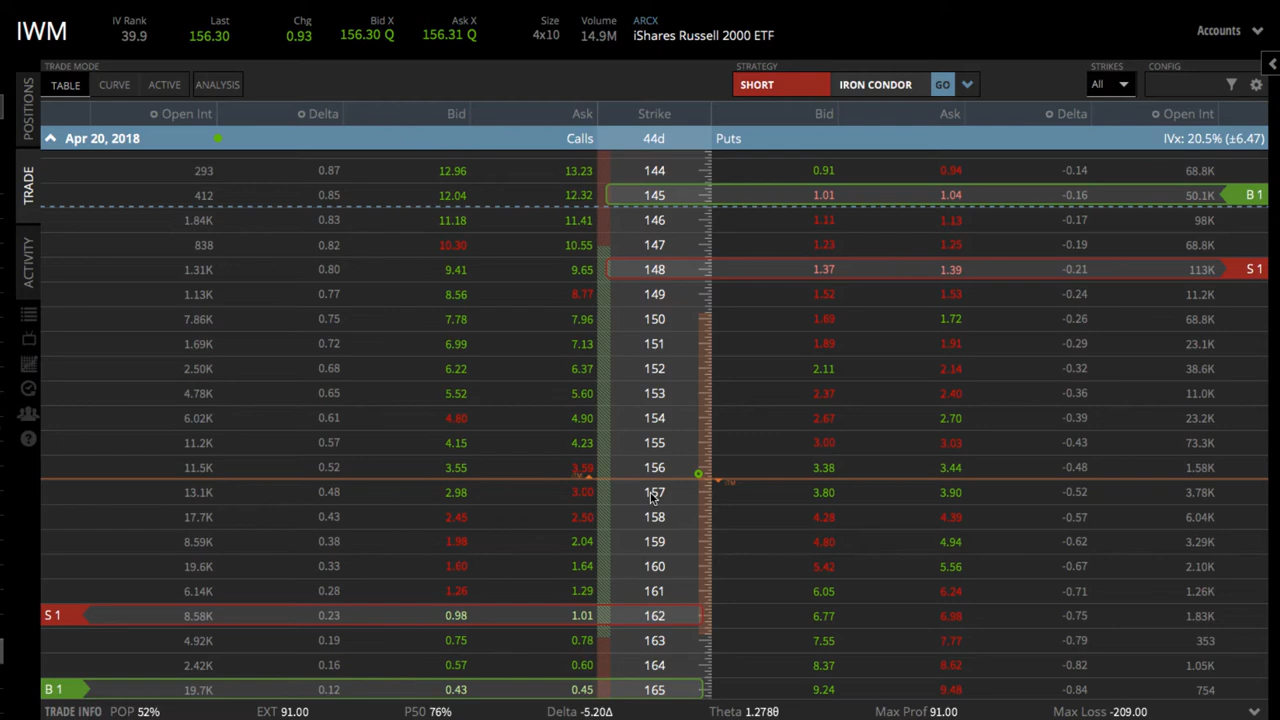 IWM
IV Rank 39.9
Last 156.30
Chg 0.93
Bid X 156.30 Q
Ask X 156.31 Q
Size 4x10
Volume 14.9M
ARCX
iShares Russell 2000 ETF
Accounts
TRADE MODE
STRATEGY
STRIKES
CONFIG
TABLE CURVE ACTIVE ANALYSIS
SHORT IRON CONDOR GO
All
POSITIONS
TRADE
ACTIVITY
Open Int Delta Bid Ask Strike Bid Ask Delta Open Int
Apr 20, 2018 Calls 44d Puts IVx: 20.5% (±6.47)
293 0.87 12.96 13.23 144 0.91 0.94 -0.14 68.8K
412 0.85 12.04 12.32 145 1.01 1.04 -0.16 50.1K B 1
1.84K 0.83 11.18 11.41 146 1.11 1.13 -0.17 98K
838 0.82 10.30 10.55 147 1.23 1.25 -0.19 68.8K
1.31K 0.80 9.41 9.65 148 1.37 1.39 -0.21 113K S 1
1.13K 0.77 8.56 8.77 149 1.52 1.53 -0.24 11.2K
7.86K 0.75 7.78 7.96 150 1.69 1.72 -0.26 68.8K
1.69K 0.72 6.99 7.13 151 1.89 1.91 -0.29 23.1K
2.50K 0.68 6.22 6.37 152 2.11 2.14 -0.32 38.6K
4.78K 0.65 5.52 5.60 153 2.37 2.40 -0.36 11.0K
6.02K 0.61 4.80 4.90 154 2.67 2.70 -0.39 23.2K
11.2K 0.57 4.15 4.23 155 3.00 3.03 -0.43 73.3K
11.5K 0.52 3.55 3.59 156 3.38 3.44 -0.48 1.58K
ITM ITM
13.1K 0.48 2.98 3.00 157 3.80 3.90 -0.52 3.78K
17.7K 0.43 2.45 2.50 158 4.28 4.39 -0.57 6.04K
8.59K 0.38 1.98 2.04 159 4.80 4.94 -0.62 3.29K
19.6K 0.33 1.60 1.64 160 5.42 5.56 -0.67 2.10K
6.14K 0.28 1.26 1.29 161 6.05 6.24 -0.71 1.26K
S 1 8.58K 0.23 0.98 1.01 162 6.77 6.98 -0.75 1.83K
4.92K 0.19 0.75 0.78 163 7.55 7.77 -0.79 353
2.42K 0.16 0.57 0.60 164 8.37 8.62 -0.82 1.05K
B 1 19.7K 0.12 0.43 0.45 165 9.24 9.48 -0.84 754
TRADE INFO POP 52% EXT 91.00 P50 76% Delta -5.20Δ Theta 1.278θ Max Prof 91.00 Max Loss -209.00